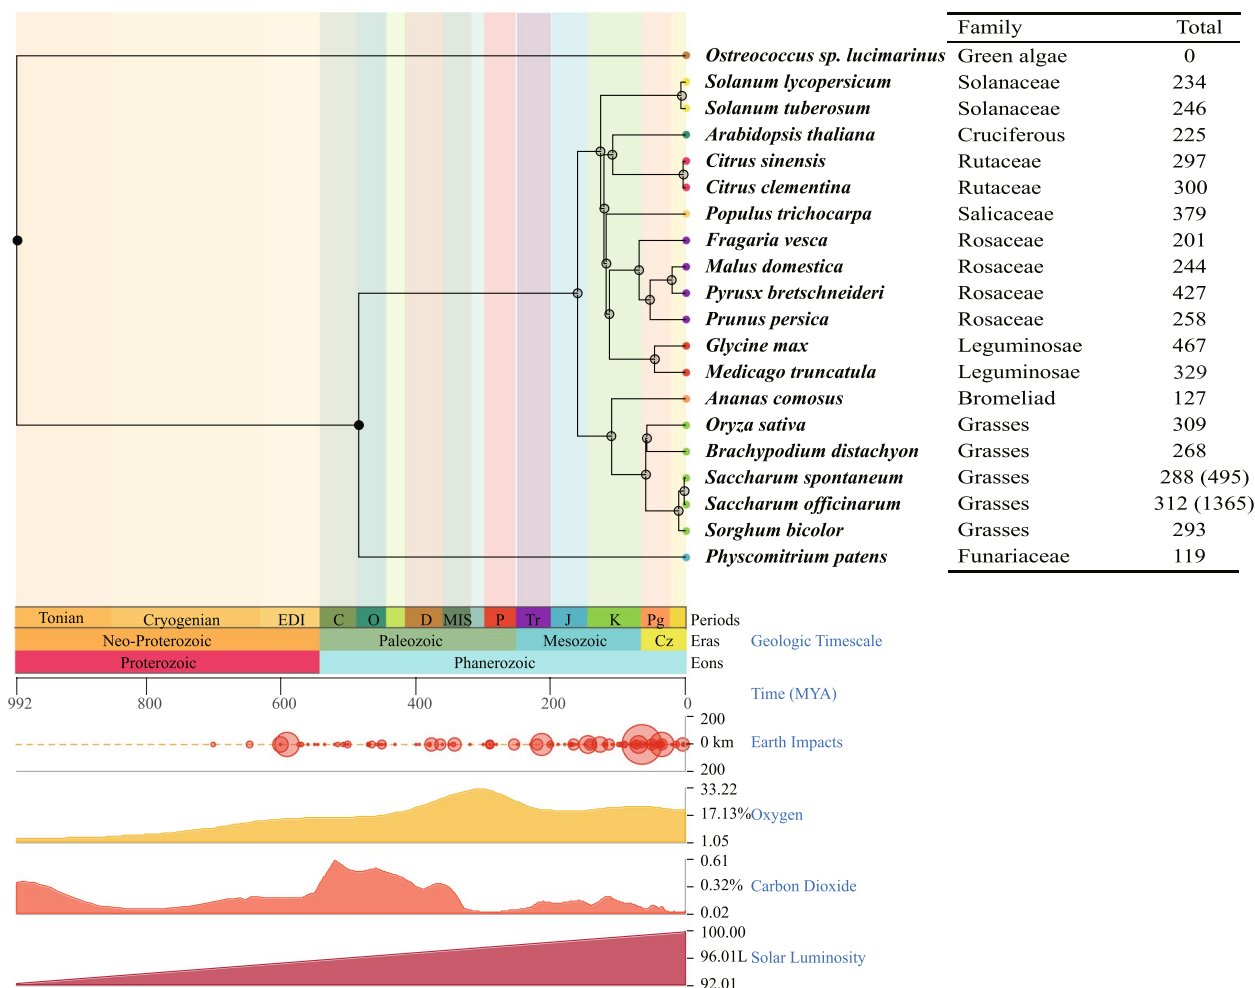 Family Total
Ostreococcus sp. lucimarinus Green algae 0
Solanum lycopersicum Solanaceae 234
Solanum tuberosum Solanaceae 246
Arabidopsis thaliana Cruciferous 225
Citrus sinensis Rutaceae 297
Citrus clementina Rutaceae 300
Populus trichocarpa Salicaceae 379
Fragaria vesca Rosaceae 201
Malus domestica Rosaceae 244
Pyrusx bretschneideri Rosaceae 427
Prunus persica Rosaceae 258
Glycine max Leguminosae 467
Medicago truncatula Leguminosae 329
Ananas comosus Bromeliad 127
Oryza sativa Grasses 309
Brachypodium distachyon Grasses 268
Saccharum spontaneum Grasses 288 (495)
Saccharum officinarum Grasses 312 (1365)
Sorghum bicolor Grasses 293
Physcomitrium patens Funariaceae 119
Tonian Cryogenian EDI C O D MIS P Tr J K Pg Periods
Neo-Proterozoic Paleozoic Mesozoic Cz Eras Geologic Timescale
Proterozoic Phanerozoic Eons
992 800 600 400 200 0 Time (MYA)
200
0 km Earth Impacts
200
33.22
17.13% Oxygen
1.05
0.61
0.32% Carbon Dioxide
0.02
100.00
96.01L Solar Luminosity
92.01